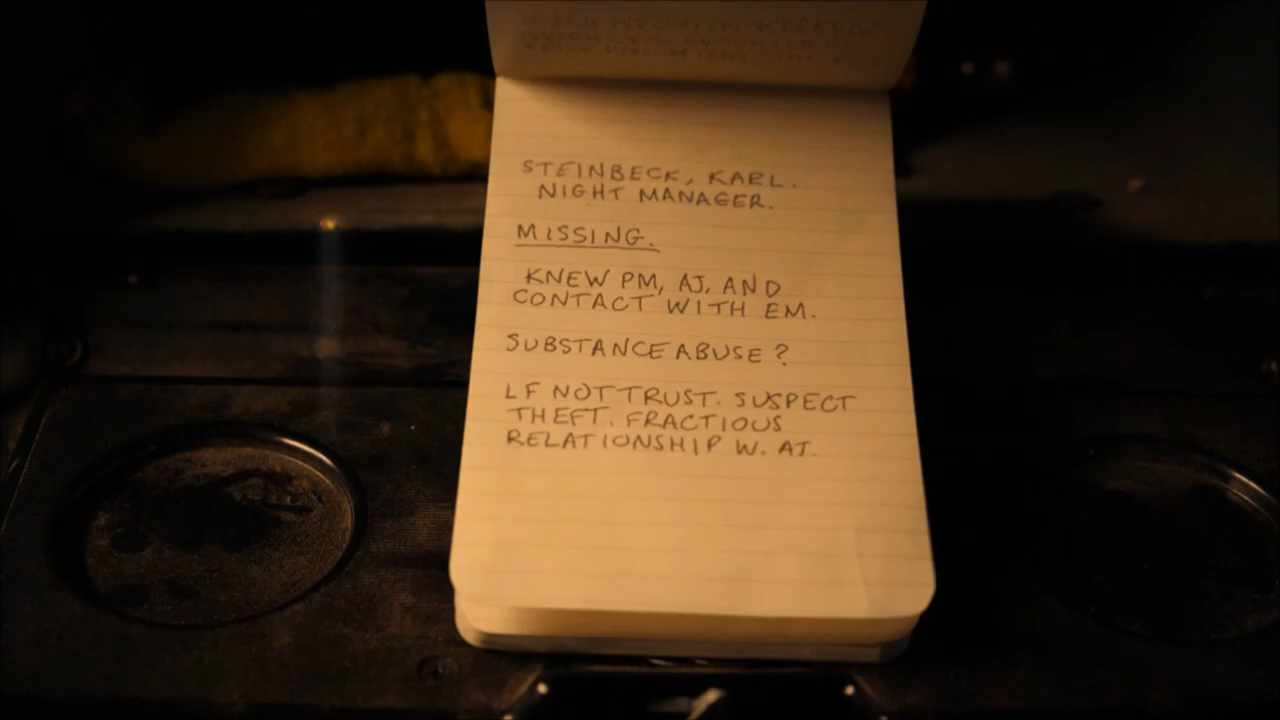 STEINBECK, KARL.
NIGHT MANAGER.
MISSING.
KNEW PM, AJ, AND
CONTACT WITH EM.
SUBSTANCE ABUSE?
LF NOT TRUST. SUSPECT
THEFT. FRACTIOUS
RELATIONSHIP W. AJ.